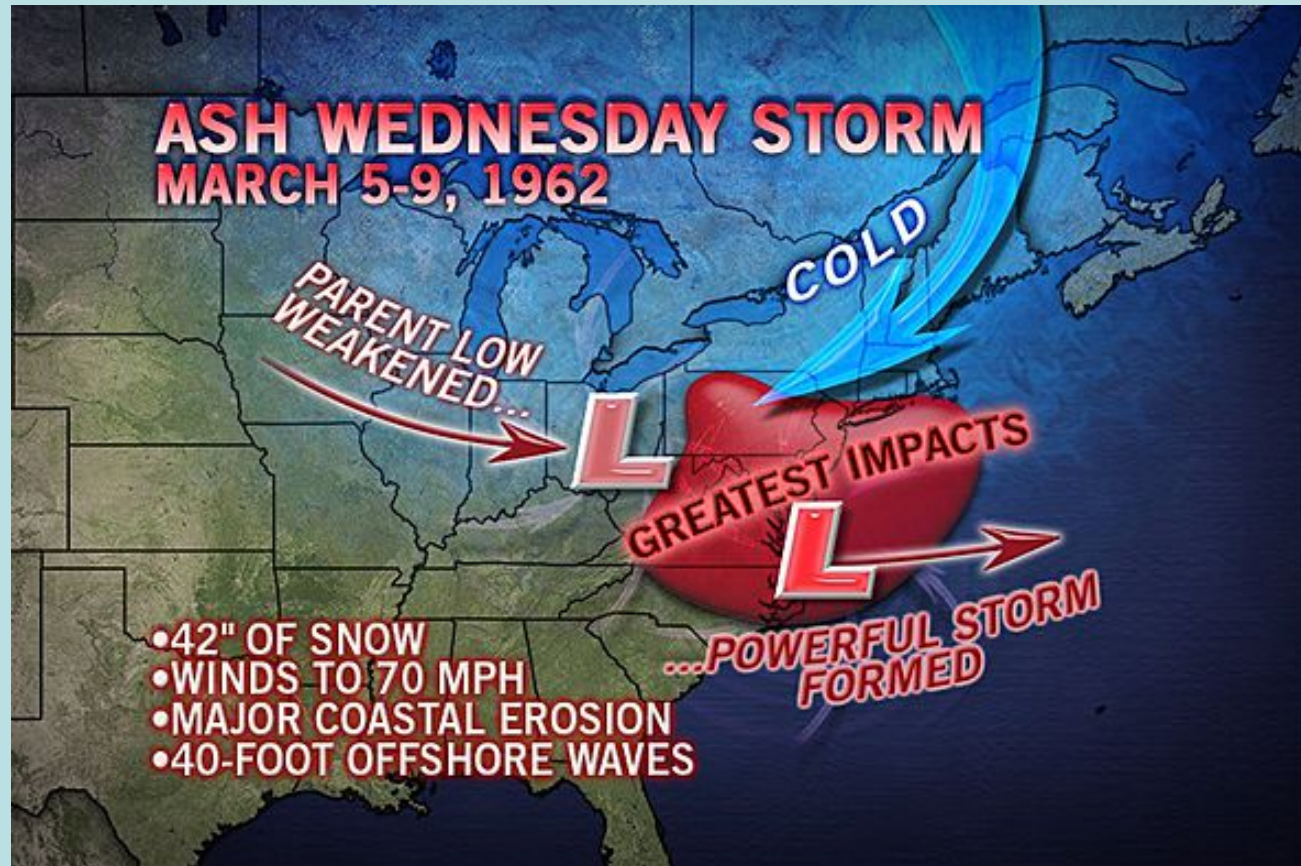 ASH WEDNESDAY STORM
MARCH 5-9, 1962
COLD
PARENT LOW
WEAKENED...
L
GREATEST IMPACTS
L
...POWERFUL STORM
FORMED
•42" OF SNOW
•WINDS TO 70 MPH
•MAJOR COASTAL EROSION
•40-FOOT OFFSHORE WAVES